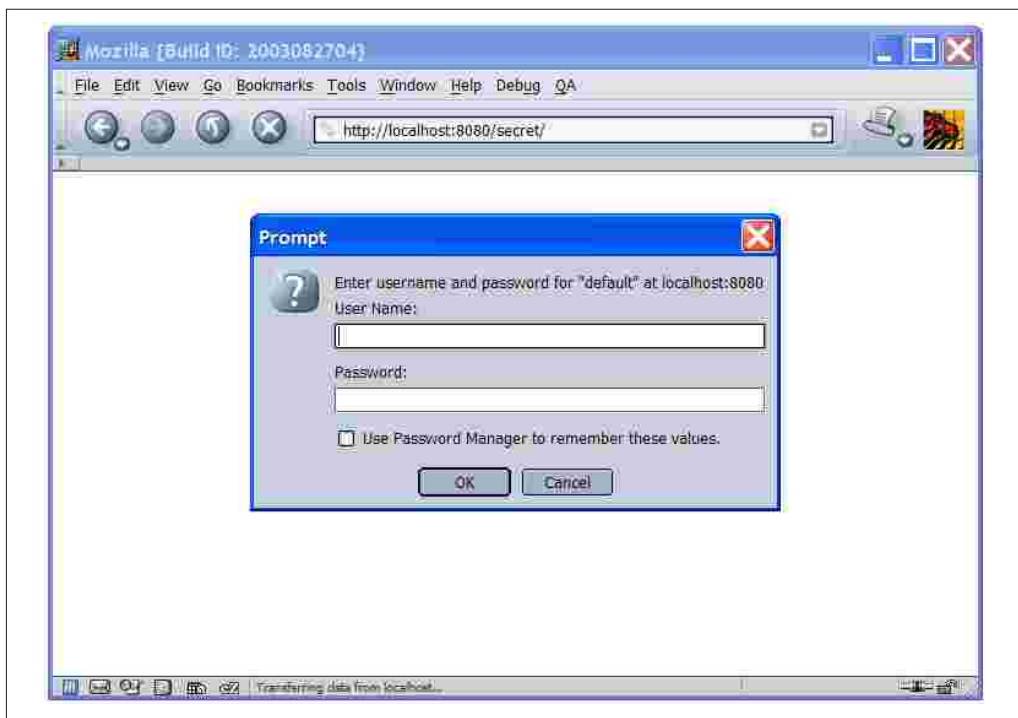 Mozilla {Build ID: 2003082704}
File Edit View Go Bookmarks Tools Window Help Debug QA
http://localhost:8080/secret/
Prompt
Enter username and password for "default" at localhost:8080
User Name:
Password:
Use Password Manager to remember these values.
OK Cancel
Transferring data from localhost...